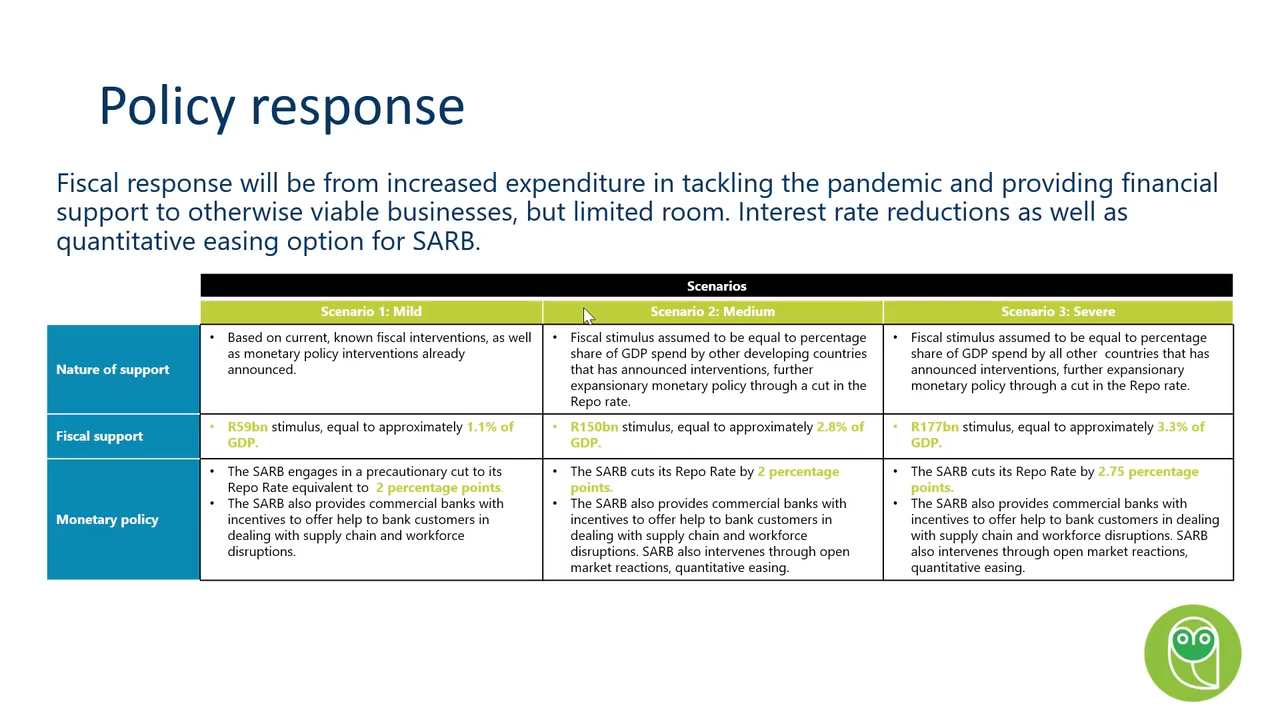 Policy response
Fiscal response will be from increased expenditure in tackling the pandemic and providing financial
support to otherwise viable businesses, but limited room. Interest rate reductions as well as
quantitative easing option for SARB.
Scenarios
Scenario 1: Mild
Scenario 2: Medium
Scenario 3: Severe
Nature of support
• Based on current, known fiscal interventions, as well
as monetary policy interventions already
announced.
• Fiscal stimulus assumed to be equal to percentage
share of GDP spend by other developing countries
that has announced interventions, further
expansionary monetary policy through a cut in the
Repo rate.
• Fiscal stimulus assumed to be equal to percentage
share of GDP spend by all other  countries that has
announced interventions, further expansionary
monetary policy through a cut in the Repo rate.
Fiscal support
• R59bn stimulus, equal to approximately 1.1% of
GDP.
• R150bn stimulus, equal to approximately 2.8% of
GDP.
• R177bn stimulus, equal to approximately 3.3% of
GDP.
Monetary policy
• The SARB engages in a precautionary cut to its
Repo Rate equivalent to  2 percentage points.
• The SARB also provides commercial banks with
incentives to offer help to bank customers in
dealing with supply chain and workforce
disruptions.
• The SARB cuts its Repo Rate by 2 percentage
points.
• The SARB also provides commercial banks with
incentives to offer help to bank customers in
dealing with supply chain and workforce
disruptions. SARB also intervenes through open
market reactions, quantitative easing.
• The SARB cuts its Repo Rate by 2.75 percentage
points.
• The SARB also provides commercial banks with
incentives to offer help to bank customers in dealing
with supply chain and workforce disruptions. SARB
also intervenes through open market reactions,
quantitative easing.